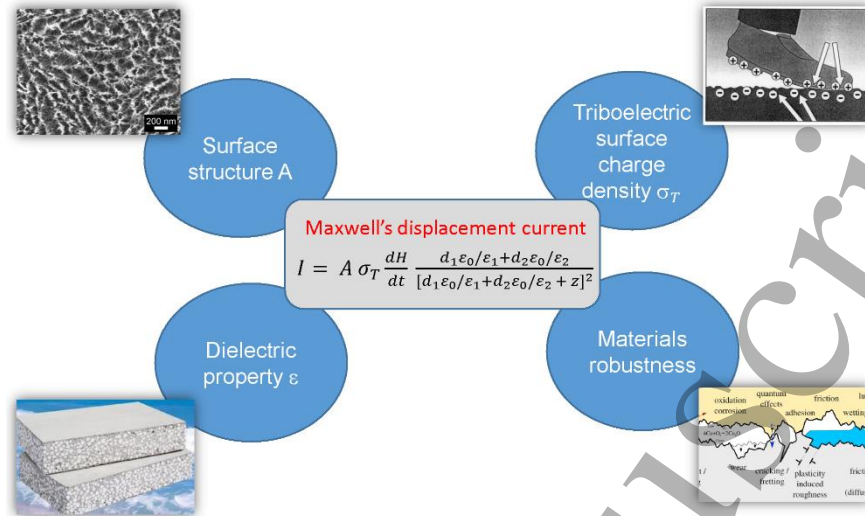 200 nm
Surface
structure A
Triboelectric
surface
charge
density σ_T
Maxwell's displacement current
I = A σ_T dH/dt (d₁ε₀/ε₁+d₂ε₀/ε₂)/[d₁ε₀/ε₁+d₂ε₀/ε₂ + z]²
Dielectric
property ε
Materials
robustness
oxidation
corrosion
quantum
effects
adhesion
friction
wetting
wear
cracking /
fretting
plasticity
induced
roughness